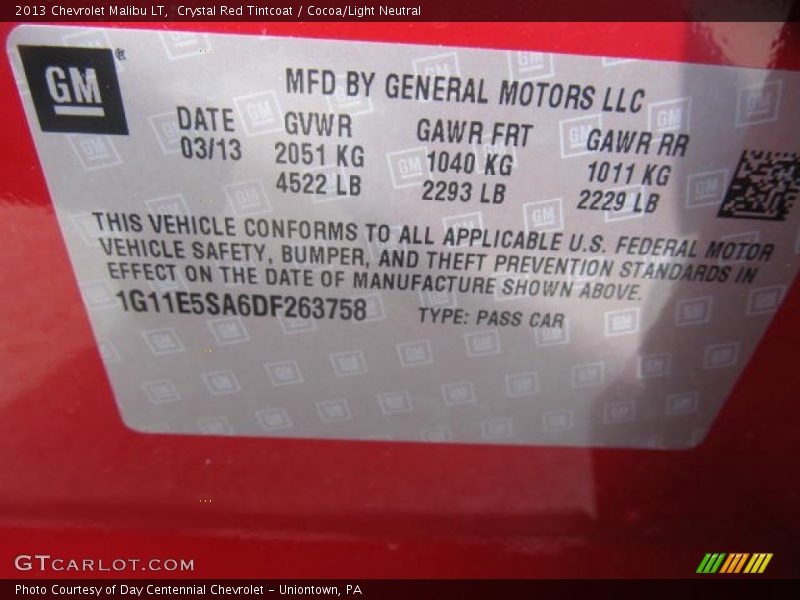 2013 Chevrolet Malibu LT, Crystal Red Tintcoat / Cocoa/Light Neutral
GM ®
MFD BY GENERAL MOTORS LLC
DATE GVWR GAWR FRT GAWR RR
03/13 2051 KG 1040 KG 1011 KG
4522 LB 2293 LB 2229 LB
THIS VEHICLE CONFORMS TO ALL APPLICABLE U.S. FEDERAL MOTOR
VEHICLE SAFETY, BUMPER, AND THEFT PREVENTION STANDARDS IN
EFFECT ON THE DATE OF MANUFACTURE SHOWN ABOVE.
1G11E5SA6DF263758 TYPE: PASS CAR
GTCARLOT.COM
Photo Courtesy of Day Centennial Chevrolet - Uniontown, PA